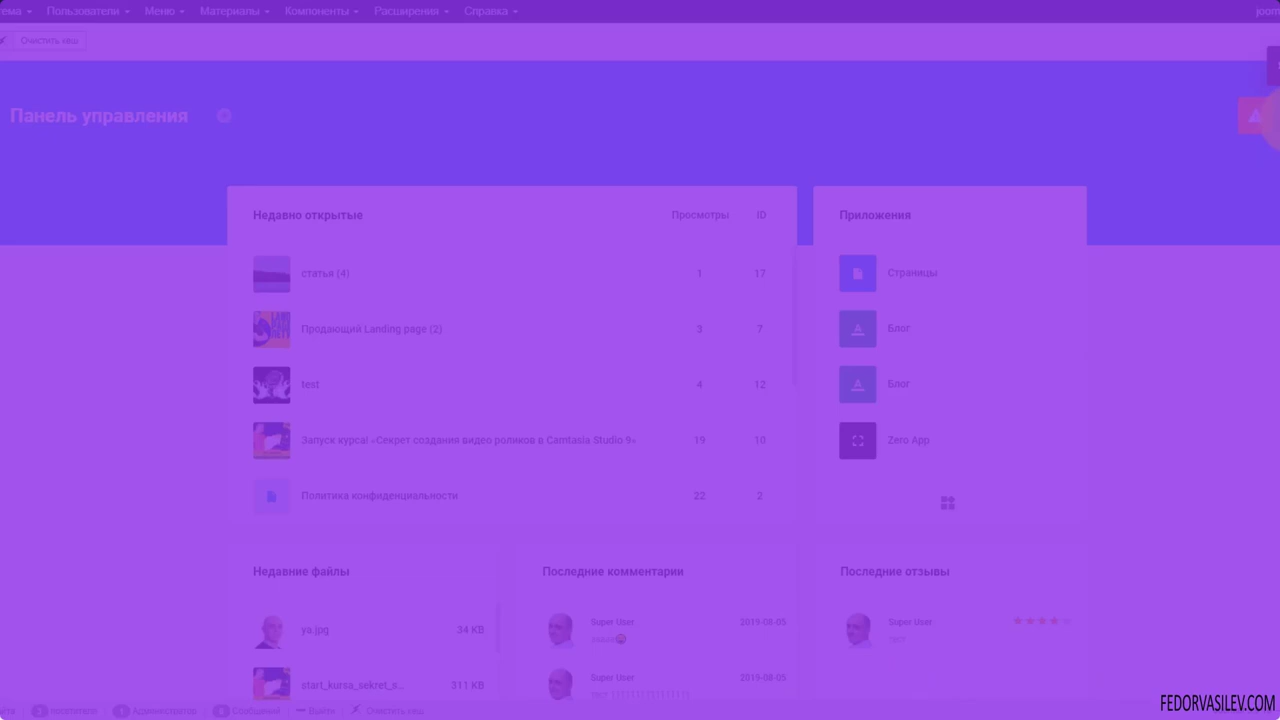 Пользователи Меню Материалы Компоненты Расширения Справка
Очистить кеш
Панель управления
Недавно открытые Просмотры ID
статья (4) 1 17
Продающий Landing page (2) 3 7
test 4 12
Запуск курса! «Секрет создания видео роликов в Camtasia Studio 9» 19 10
Политика конфиденциальности 22 2
Приложения
Страницы
Блог
Блог
Zero App
Недавние файлы
ya.jpg 34 KB
start_kursa_sekret_s... 311 KB
Последние комментарии
Super User 2019-08-05
Super User 2019-08-05
Последние отзывы
Super User
тест
Администратор Сообщений Выйти Очистить кеш
FEDORVASILEV.COM